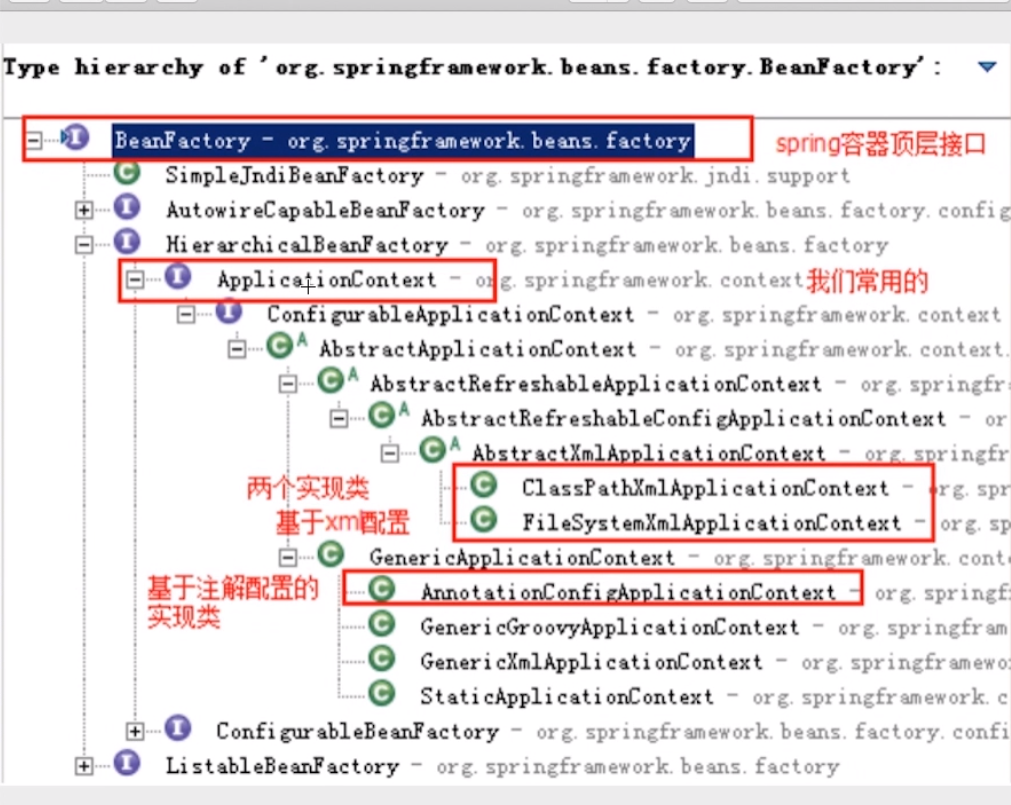 Type hierarchy of 'org.springframework.beans.factory.BeanFactory':
BeanFactory - org.springframework.beans.factory
spring容器顶层接口
SimpleJndiBeanFactory - org.springframework.jndi.support
AutowireCapableBeanFactory - org.springframework.beans.factory.config
HierarchicalBeanFactory - org.springframework.beans.factory
ApplicationContext - org.springframework.context 我们常用的
ConfigurableApplicationContext - org.springframework.context
AbstractApplicationContext - org.springframework.context.
AbstractRefreshableApplicationContext - org.springfr
AbstractRefreshableConfigApplicationContext - or
AbstractXmlApplicationContext - org.springfr
两个实现类 ClassPathXmlApplicationContext - org.spr
基于xml配置 FileSystemXmlApplicationContext - org.sp
GenericApplicationContext - org.springframework.cont
基于注解配置的 AnnotationConfigApplicationContext - org.springf
实现类
GenericGroovyApplicationContext - org.springfram
GenericXmlApplicationContext - org.springframewo
StaticApplicationContext - org.springframework.c
ConfigurableBeanFactory - org.springframework.beans.factory.confi
ListableBeanFactory - org.springframework.beans.factory